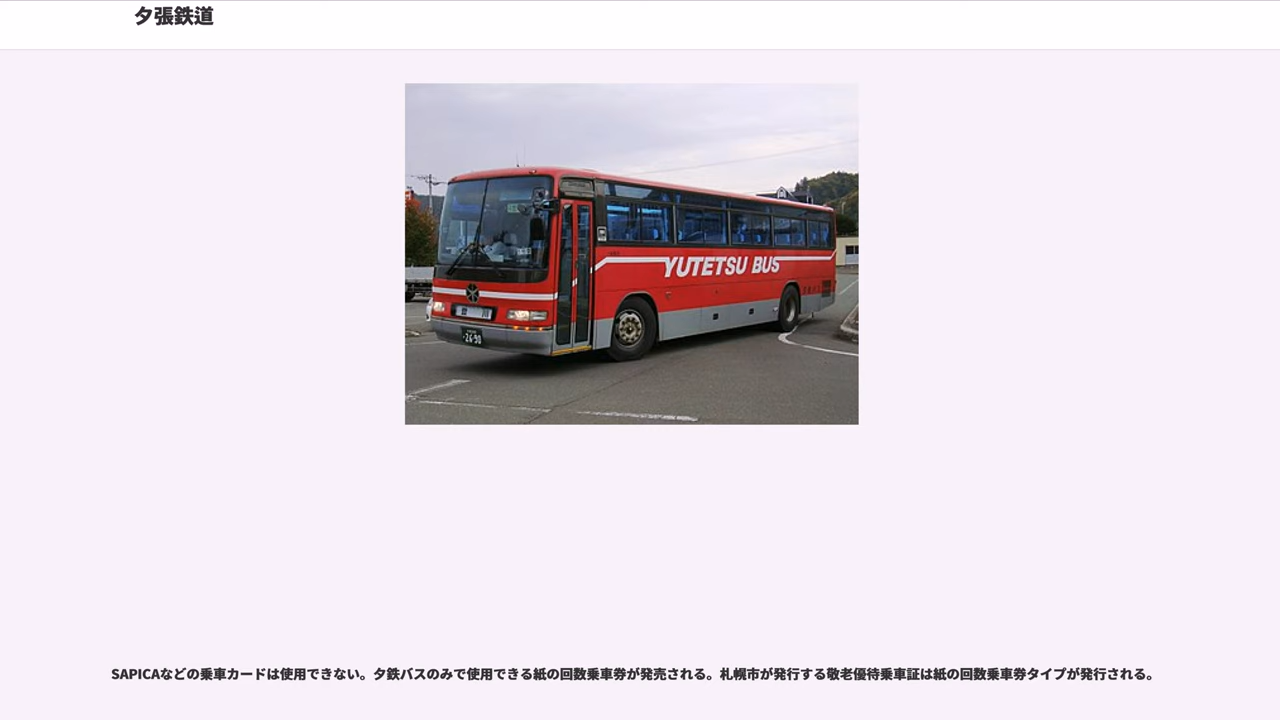 夕張鉄道
YUTETSU BUS
登川
・26-90
SAPICAなどの乗車カードは使用できない。夕鉄バスのみで使用できる紙の回数乗車券が発売される。札幌市が発行する敬老優待乗車証は紙の回数乗車券タイプが発行される。